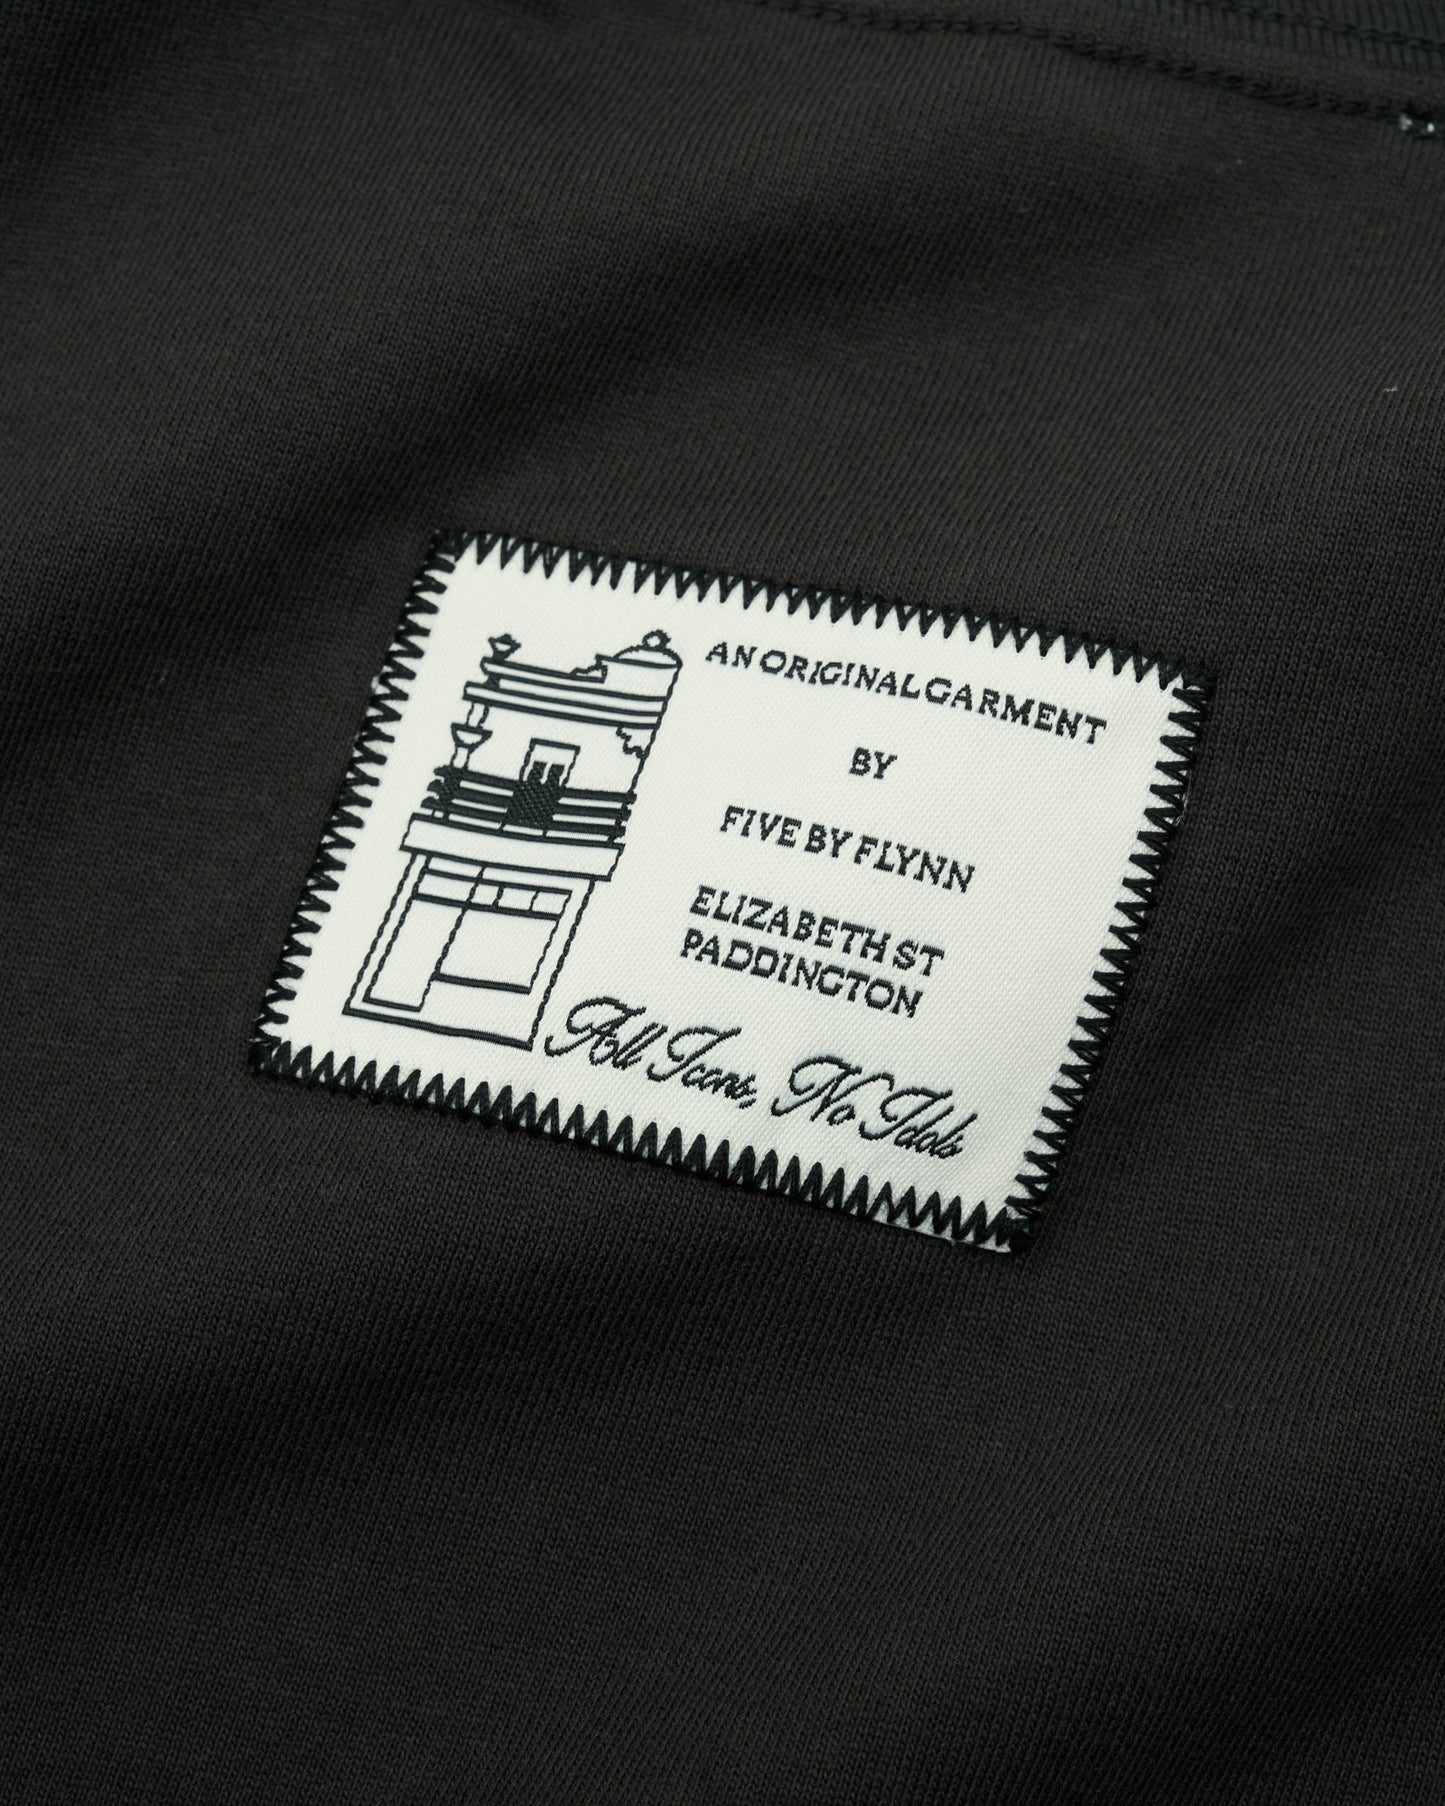 AN ORIGINAL GARMENT
BY
FIVE BY FLYNN
ELIZABETH ST
PADDINGTON
All Icons, No Idols